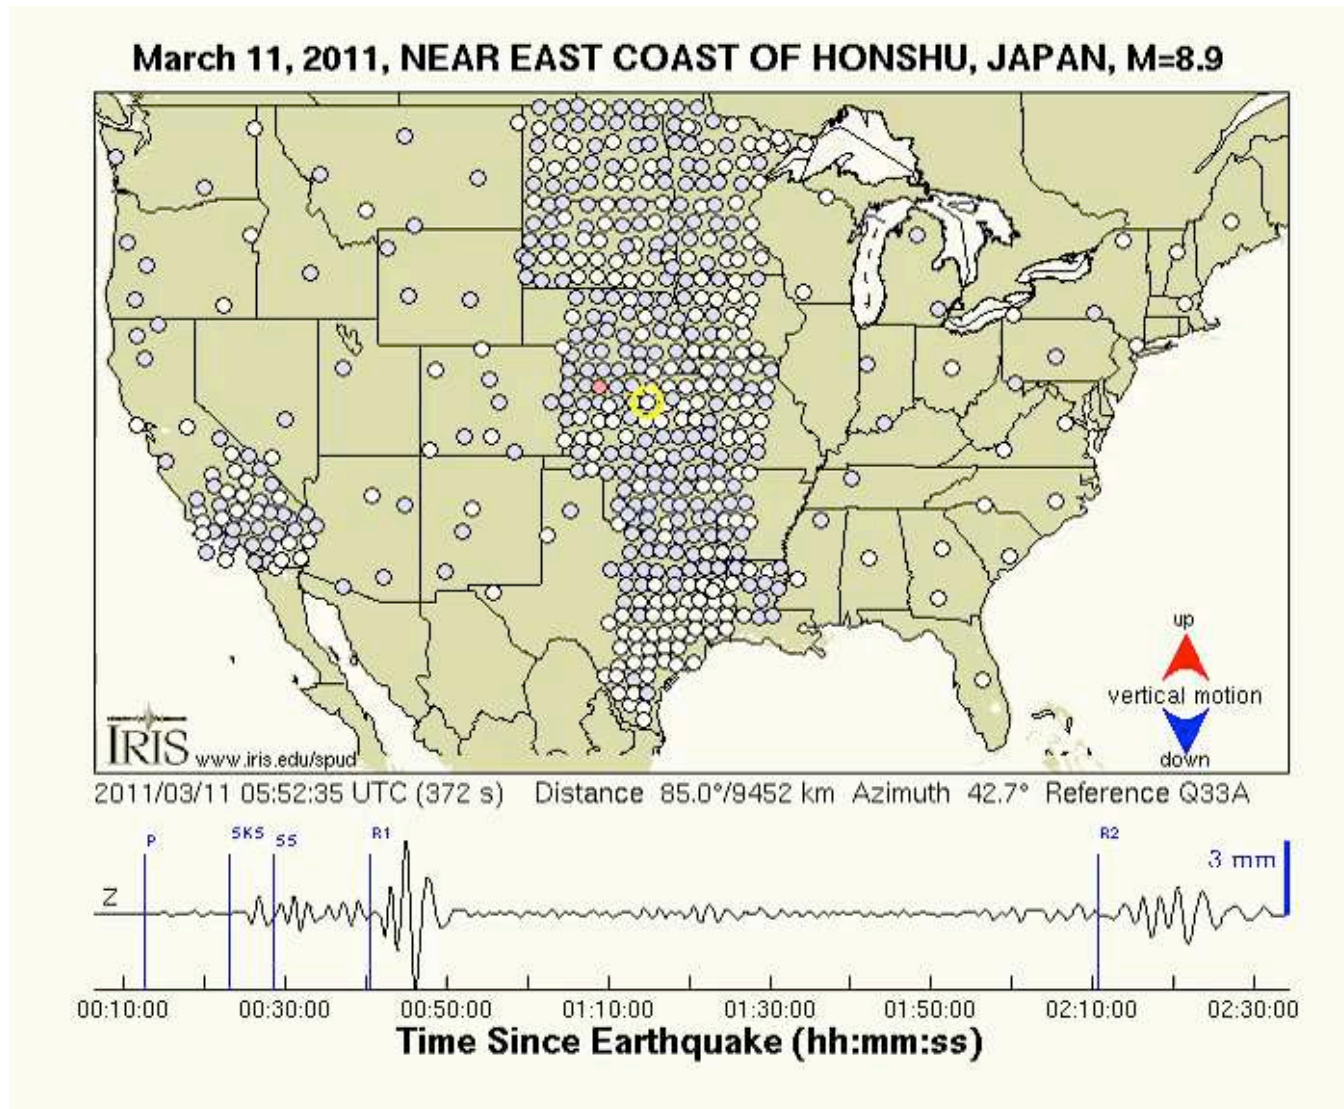 March 11, 2011, NEAR EAST COAST OF HONSHU, JAPAN, M=8.9
up
vertical motion
down
IRIS www.iris.edu/spud
2011/03/11 05:52:35 UTC (372 s) Distance 85.0°/9452 km Azimuth 42.7° Reference Q33A
P SKS SS R1 R2
3 mm
Z
00:10:00 00:30:00 00:50:00 01:10:00 01:30:00 01:50:00 02:10:00 02:30:00
Time Since Earthquake (hh:mm:ss)